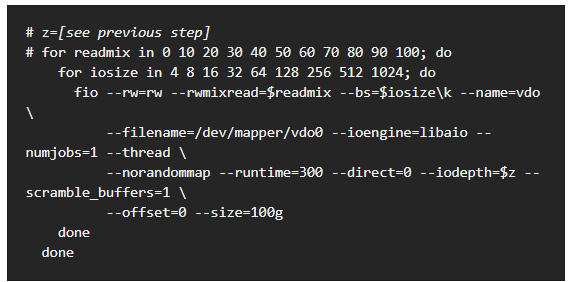 # z=[see previous step]
# for readmix in 0 10 20 30 40 50 60 70 80 90 100; do
    for iosize in 4 8 16 32 64 128 256 512 1024; do
      fio --rw=rw --rwmixread=$readmix --bs=$iosize\k --name=vdo
\
          --filename=/dev/mapper/vdo0 --ioengine=libaio --
numjobs=1 --thread \
          --norandommap --runtime=300 --direct=0 --iodepth=$z --
scramble_buffers=1 \
          --offset=0 --size=100g
    done
  done